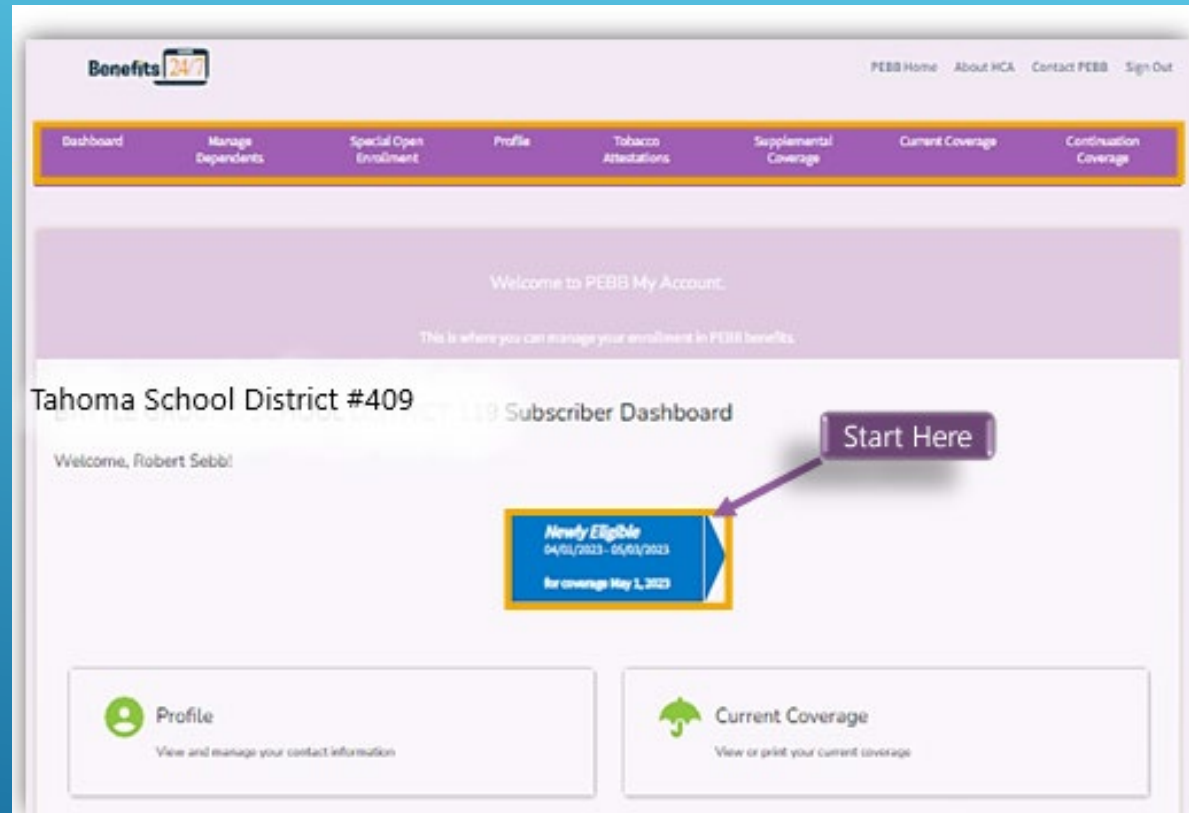 Benefits 24/7
PEBB Home About HCA Contact PEBB Sign Out
Dashboard Manage Dependents Special Open Enrollment Profile Tobacco Attestations Supplemental Coverage Current Coverage Continuation Coverage
Welcome to PEBB My Account.
This is where you can manage your enrollment in PEBB benefits.
Tahoma School District #409
Subscriber Dashboard
Start Here
Welcome, Robert Sebb!
Newly Eligible
04/01/2023 - 05/03/2023
for coverage May 1, 2023
Profile
View and manage your contact information
Current Coverage
View or print your current coverage